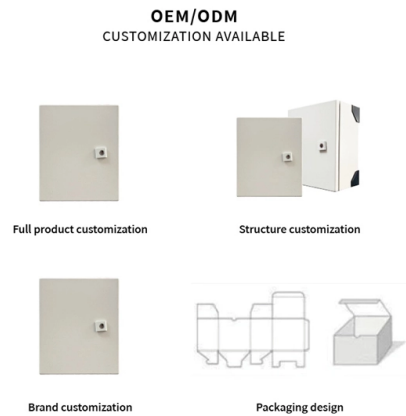 OEM/ODM
CUSTOMIZATION AVAILABLE
Full product customization
Structure customization
Brand customization
Packaging design